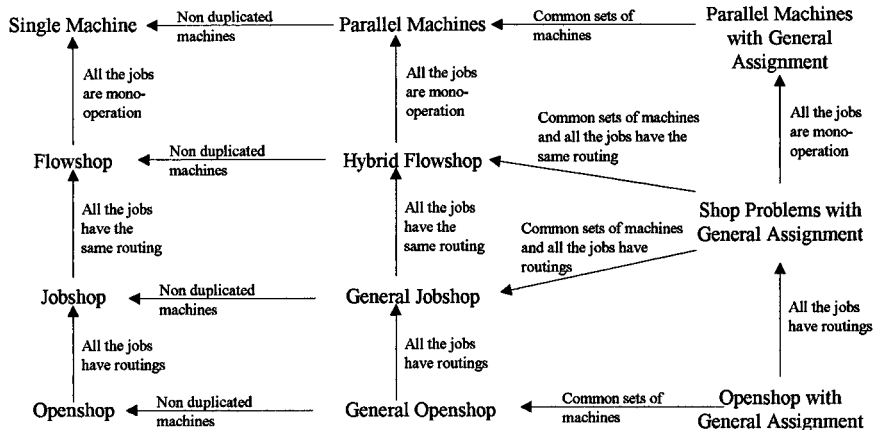 Single Machine
Non duplicated
machines
Parallel Machines
Common sets of
machines
Parallel Machines
with General
Assignment
All the jobs
are mono-
operation
All the jobs
are mono-
operation
All the jobs
are mono-
operation
Common sets of machines
and all the jobs have the
same routing
Flowshop
Non duplicated
machines
Hybrid Flowshop
Shop Problems with
General Assignment
All the jobs
have the
same routing
All the jobs
have the
same routing
Common sets of machines
and all the jobs have
routings
Jobshop
Non duplicated
machines
General Jobshop
All the jobs
have routings
All the jobs
have routings
All the jobs
have routings
Openshop
Non duplicated
machines
General Openshop
Common sets of
machines
Openshop with
General Assignment